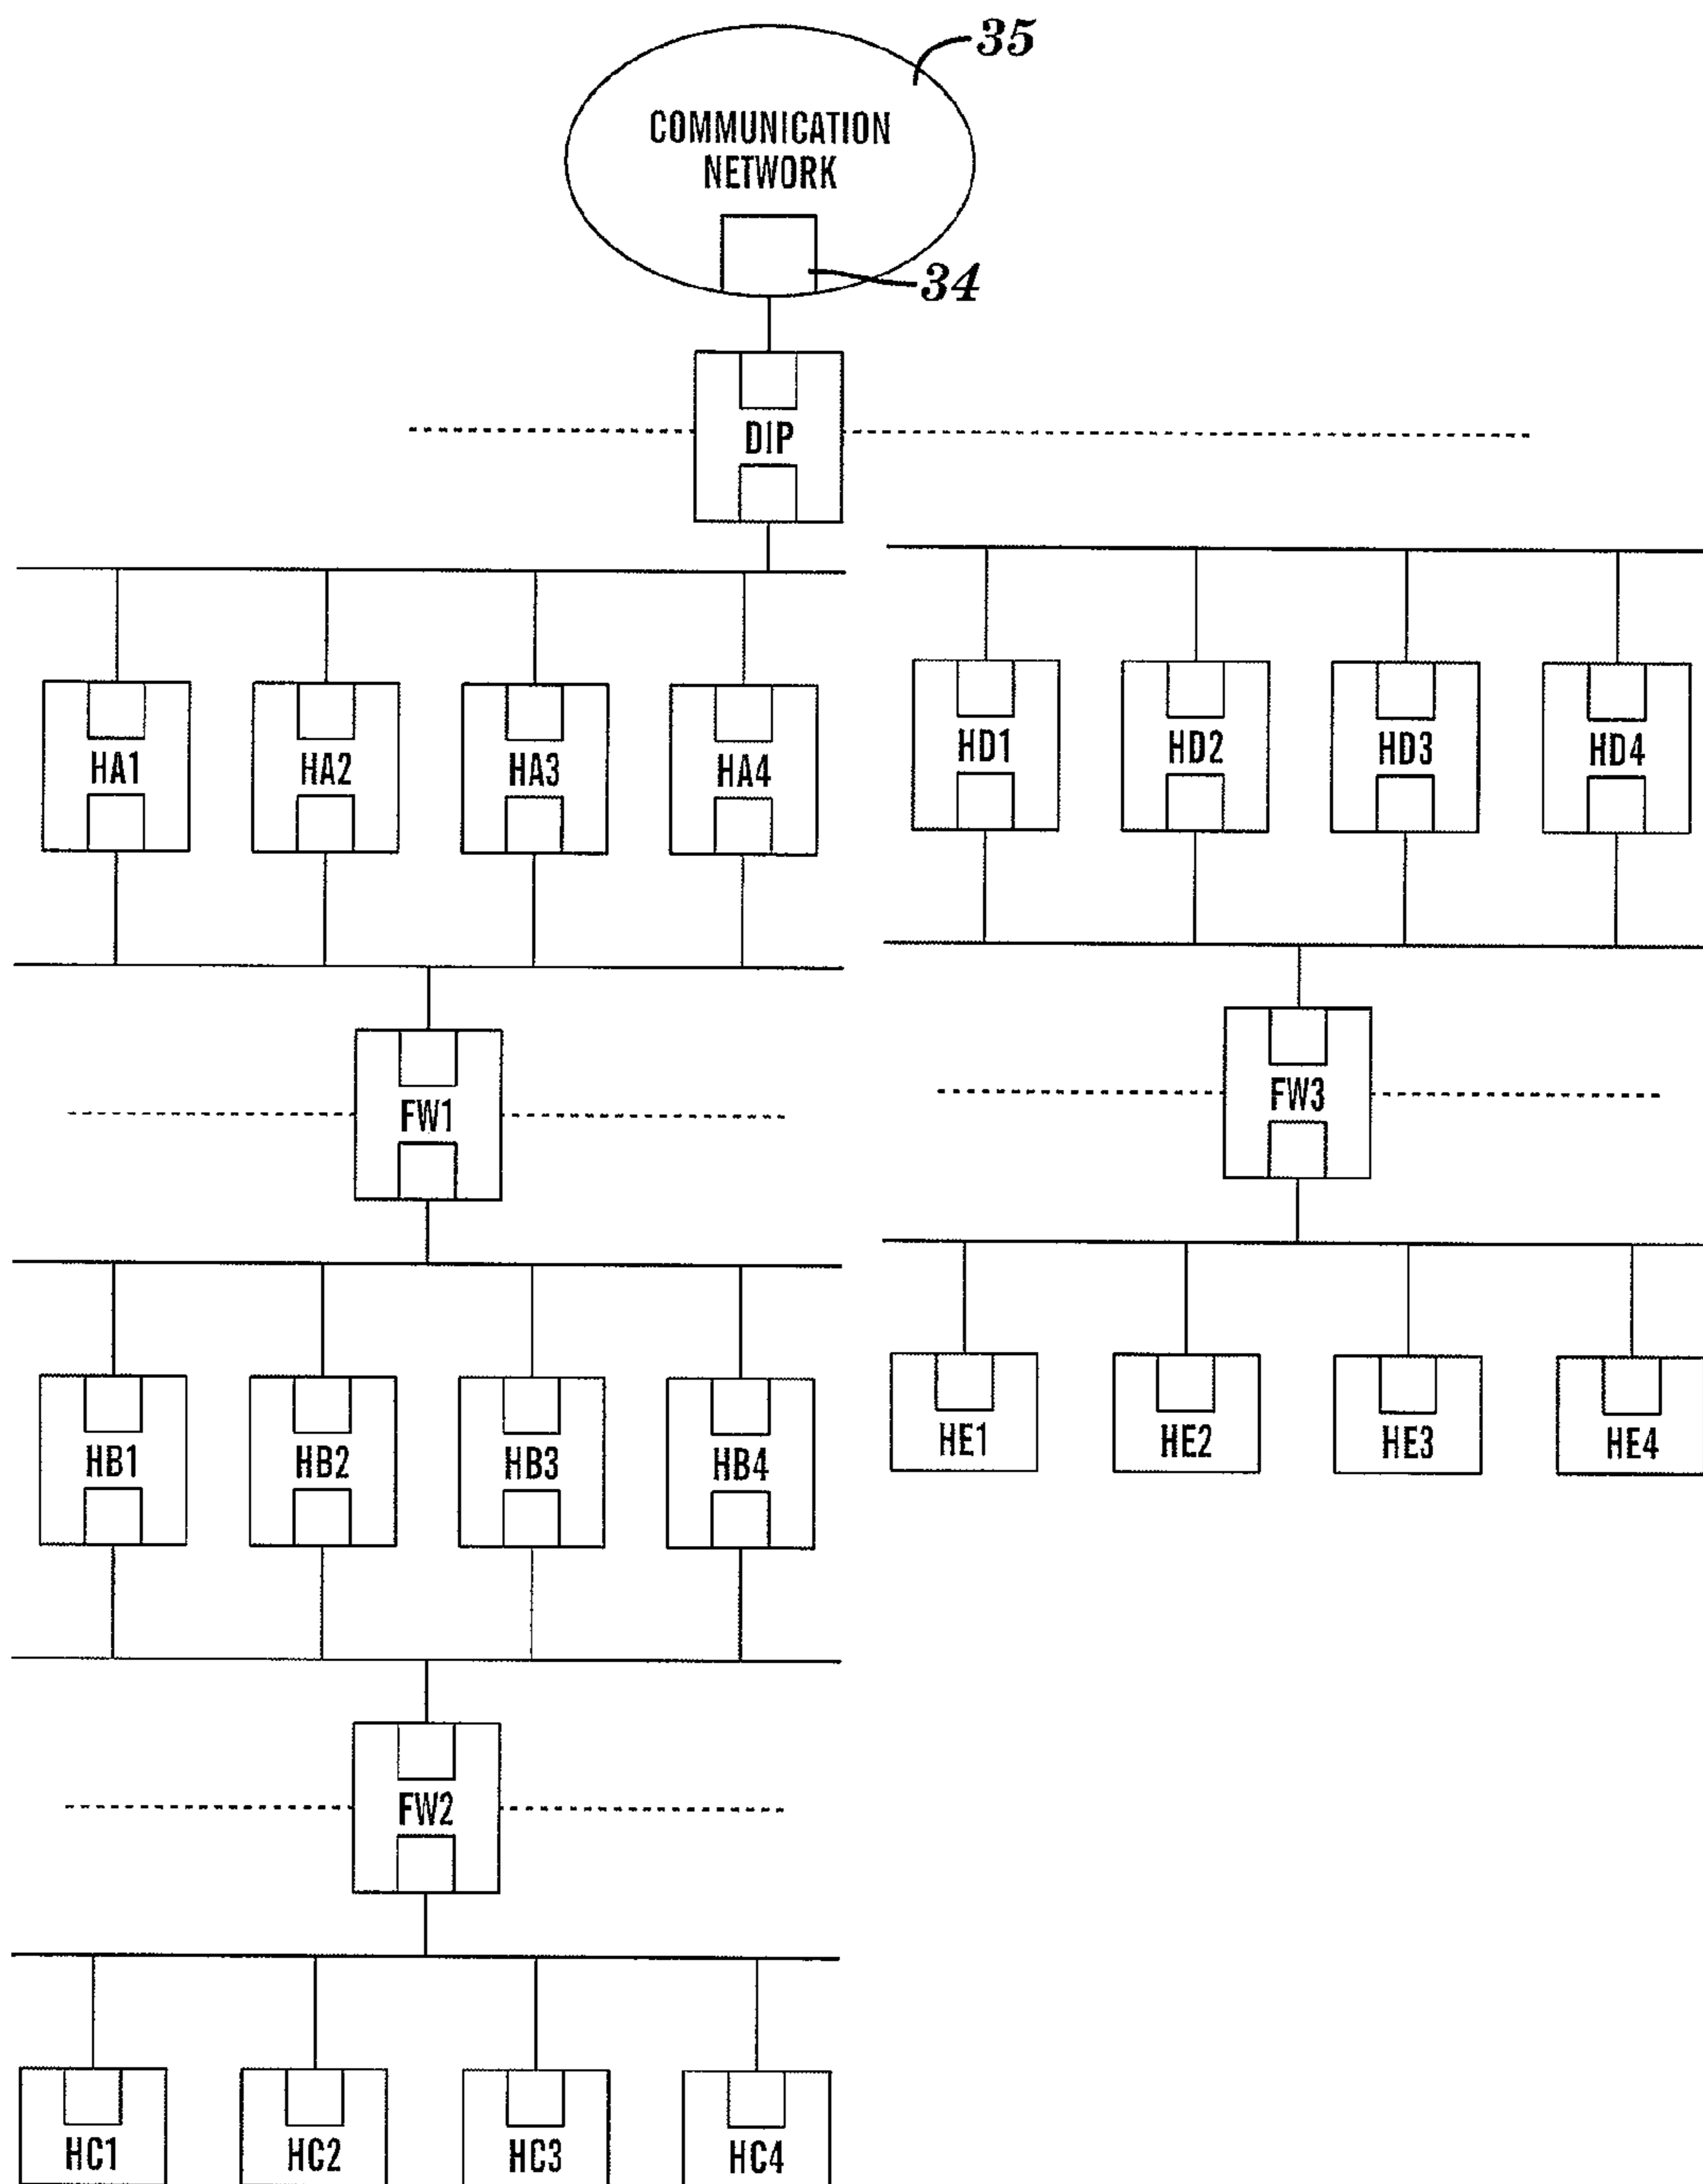 35
COMMUNICATION
NETWORK
34
DIP
HA1 HA2 HA3 HA4
HD1 HD2 HD3 HD4
FW1
FW3
HB1 HB2 HB3 HB4
HE1 HE2 HE3 HE4
FW2
HC1 HC2 HC3 HC4